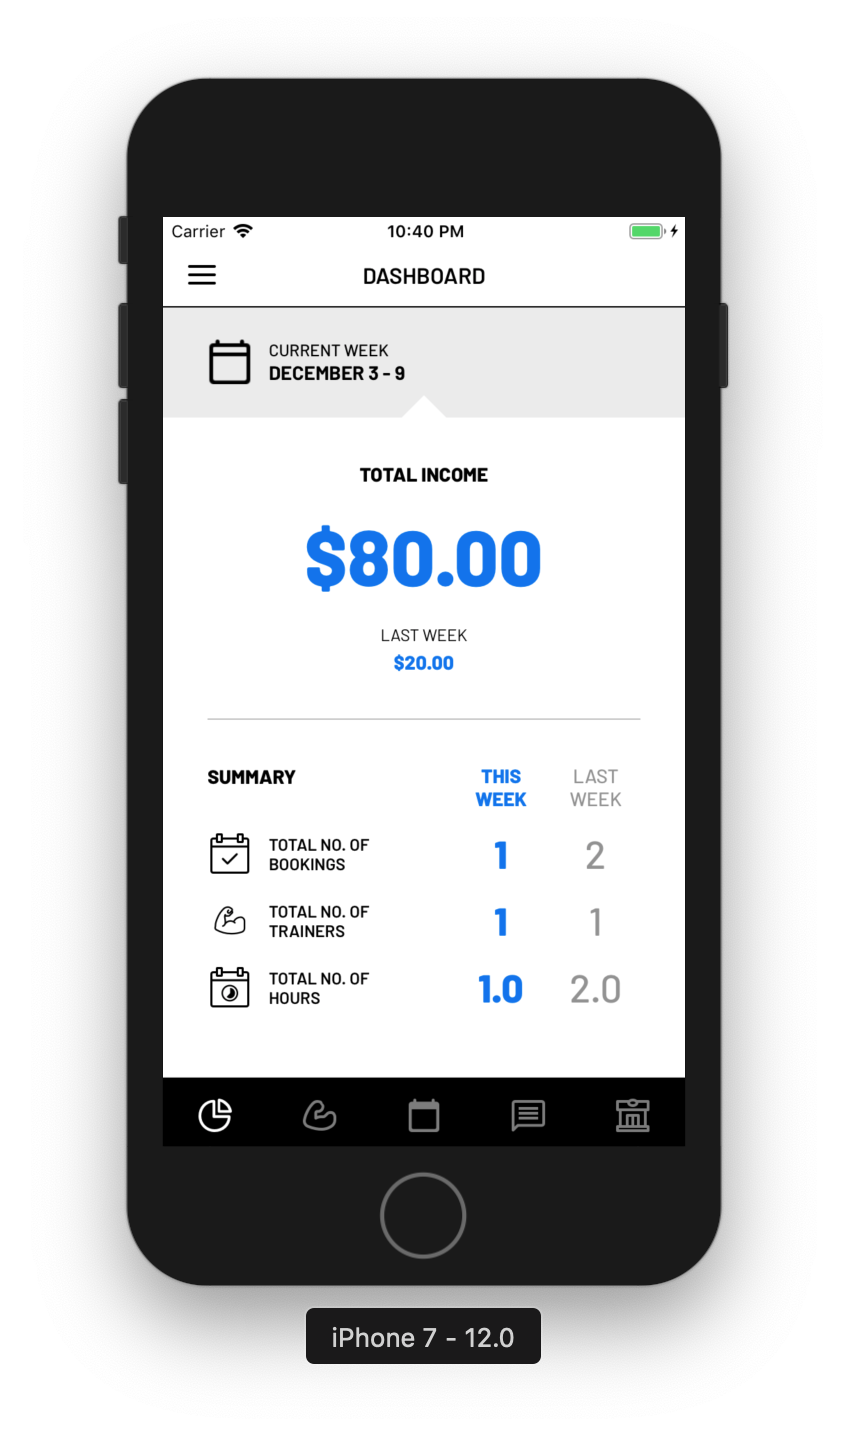 Carrier 10:40 PM
DASHBOARD
CURRENT WEEK
DECEMBER 3 - 9
TOTAL INCOME
$80.00
LAST WEEK
$20.00
SUMMARY THIS WEEK LAST WEEK
TOTAL NO. OF
BOOKINGS 1 2
TOTAL NO. OF
TRAINERS 1 1
TOTAL NO. OF
HOURS 1.0 2.0
iPhone 7 - 12.0